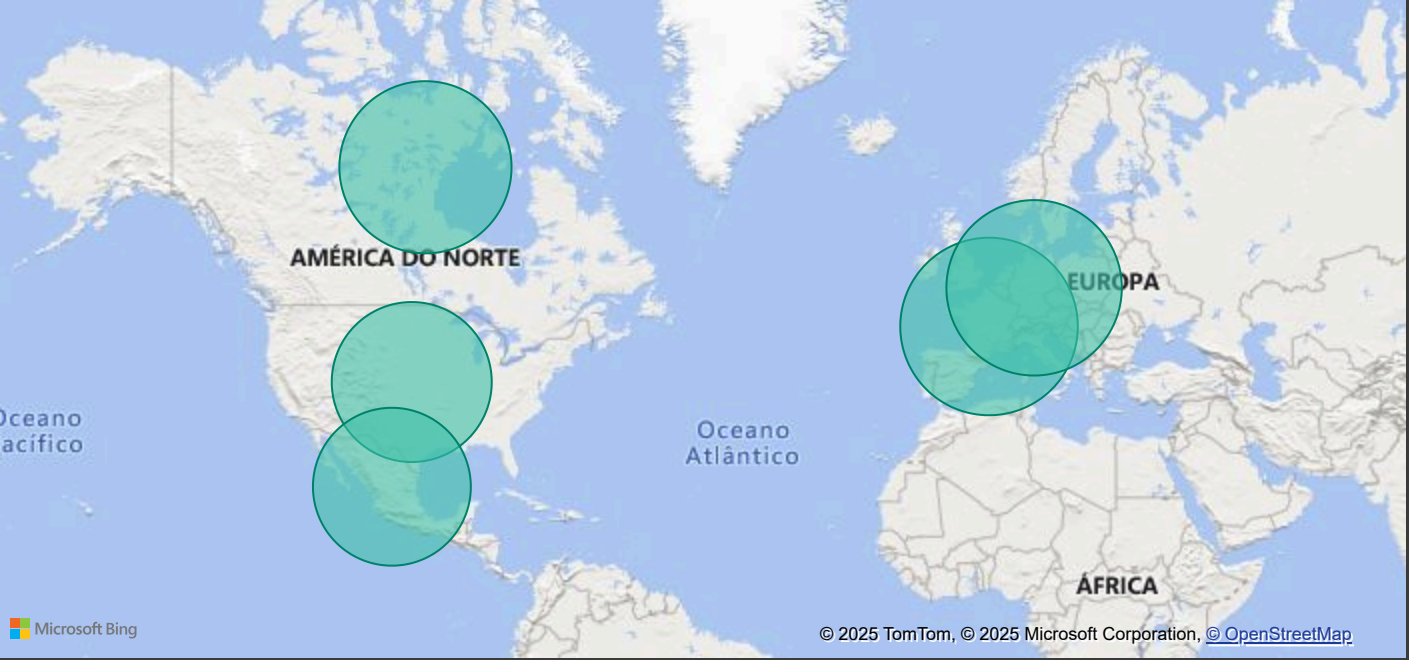 AMÉRICA DO NORTE
EUROPA
Oceano
acífico
Oceano
Atlântico
ÁFRICA
Microsoft Bing
© 2025 TomTom, © 2025 Microsoft Corporation, © OpenStreetMap